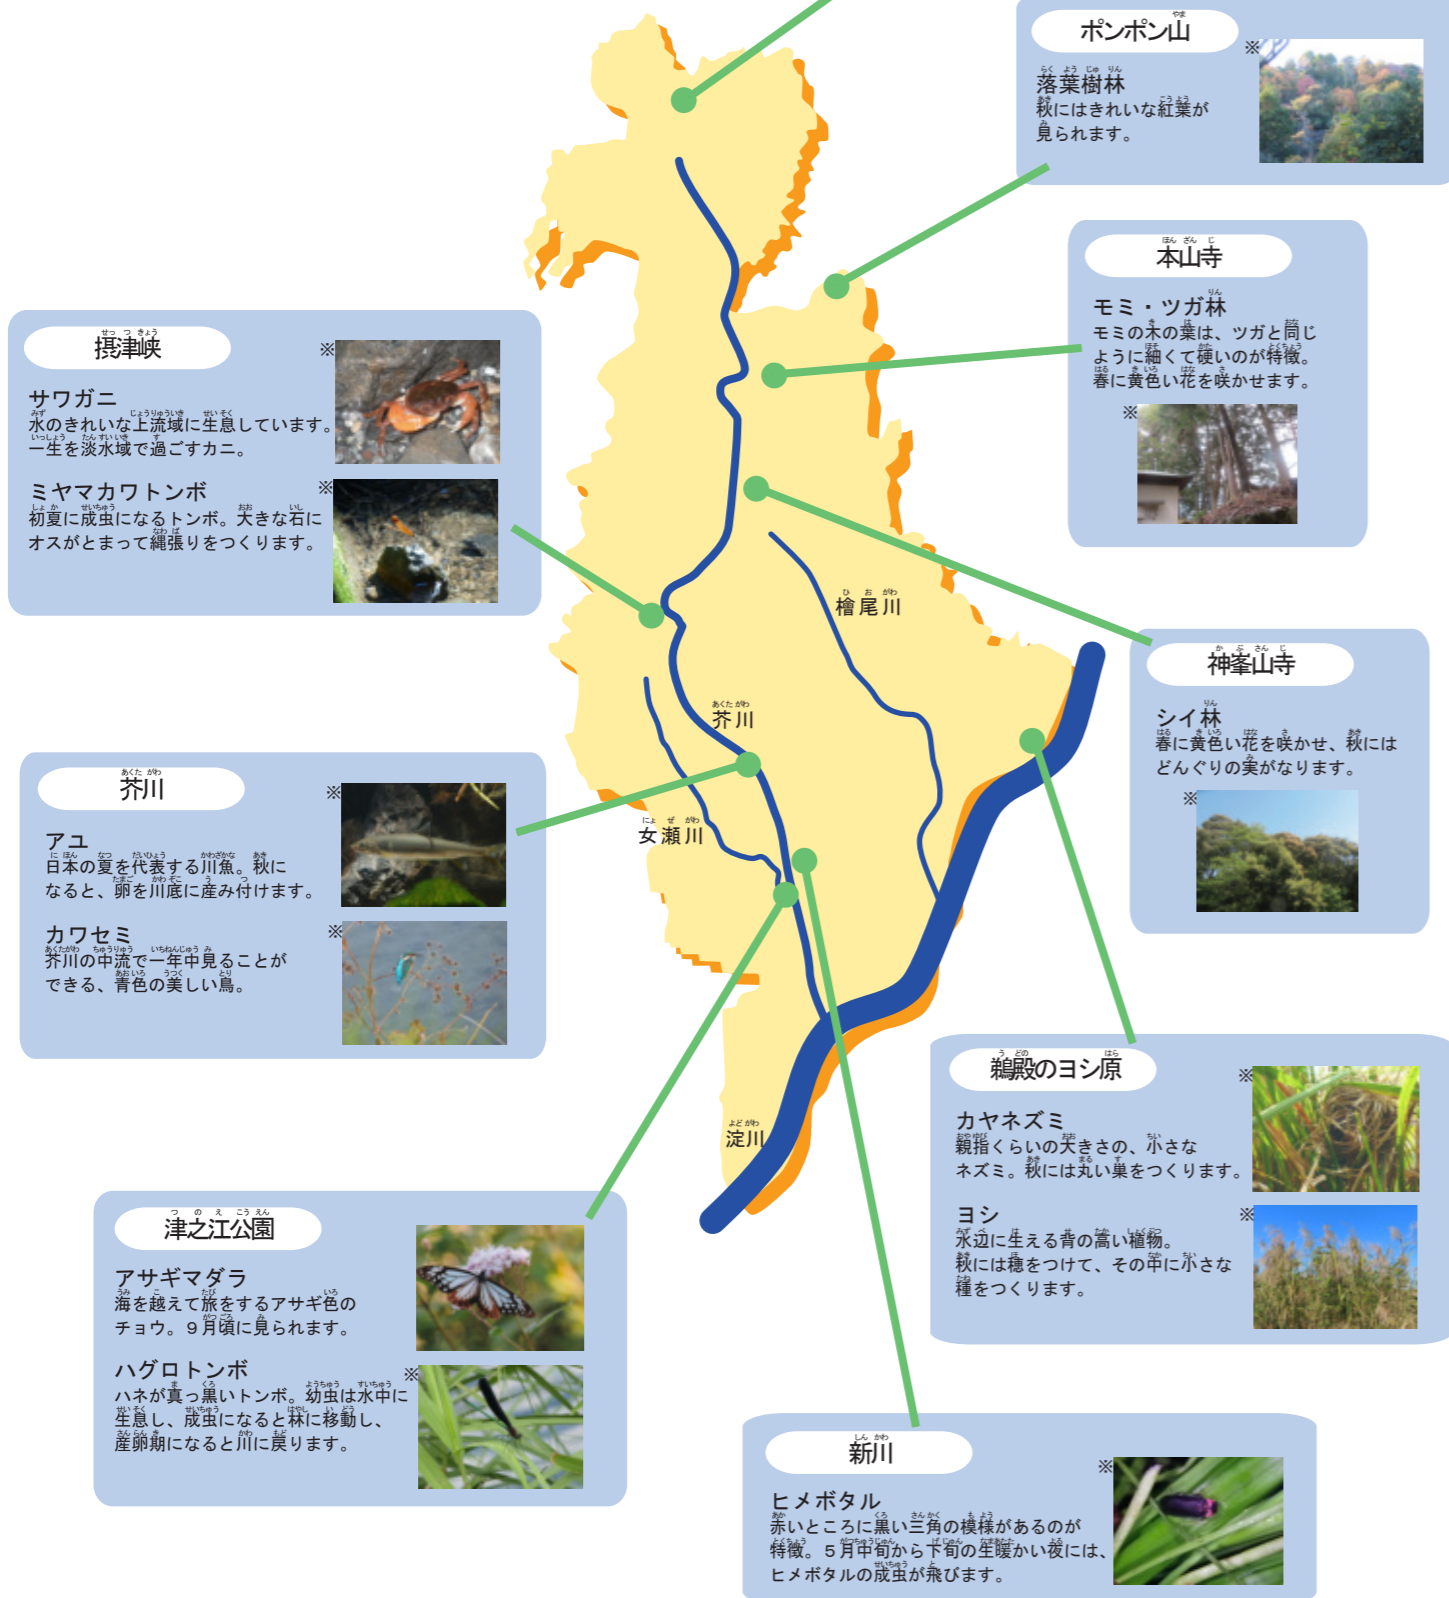 ポンポン山
※
落葉樹林
秋にはきれいな紅葉が
見られます。
本山寺
モミ・ツガ林
モミの木の葉は、ツガと同じ
ように細くて硬いのが特徴。
春に黄色い花を咲かせます。
※
摂津峡
※
サワガニ
水のきれいな上流域に生息しています。
一生を淡水域で過ごすカニ。
※
ミヤマカワトンボ
初夏に成虫になるトンボ。大きな石に
オスがとまって縄張りをつくります。
檜尾川
芥川
女瀬川
淀川
神峯山寺
シイ林
春に黄色い花を咲かせ、秋には
どんぐりの実がなります。
※
芥川
※
アユ
日本の夏を代表する川魚。秋に
なると、卵を川底に産み付けます。
※
カワセミ
芥川の中流で一年中見ることが
できる、青色の美しい鳥。
鵜殿のヨシ原
※
カヤネズミ
親指くらいの大きさの、小さな
ネズミ。秋には丸い巣をつくります。
※
ヨシ
水辺に生える背の高い植物。
秋には穂をつけて、その中に小さな
種をつくります。
津之江公園
アサギマダラ
海を越えて旅をするアサギ色の
チョウ。９月頃に見られます。
※
ハグロトンボ
ハネが真っ黒いトンボ。幼虫は水中に
生息し、成虫になると林に移動し、
産卵期になると川に戻ります。
新川
※
ヒメボタル
赤いところに黒い三角の模様があるのが
特徴。５月中旬から下旬の生暖かい夜には、
ヒメボタルの成虫が飛びます。